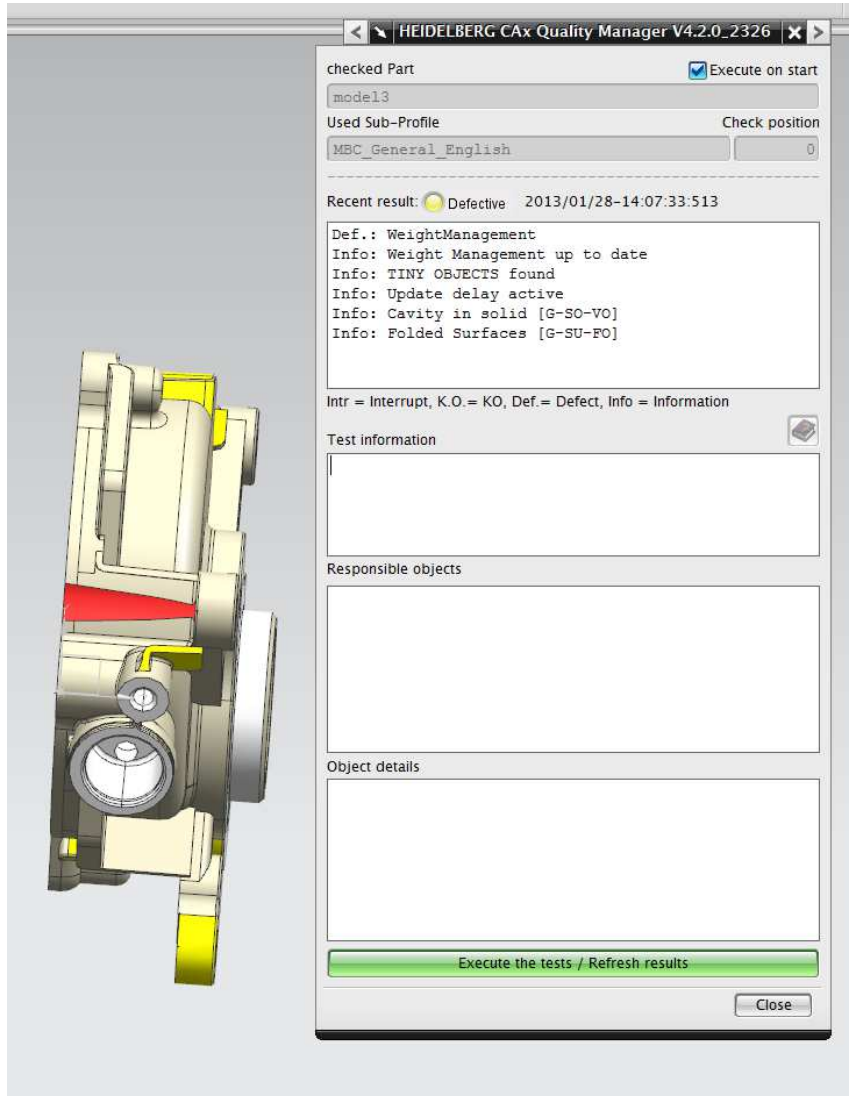 HEIDELBERG CAx Quality Manager V4.2.0_2326
checked Part
Execute on start
model3
Used Sub-Profile
Check position
MBC_General_English
0
Recent result: Defective 2013/01/28-14:07:33:513
Def.: WeightManagement
Info: Weight Management up to date
Info: TINY OBJECTS found
Info: Update delay active
Info: Cavity in solid [G-SO-VO]
Info: Folded Surfaces [G-SU-FO]
Intr = Interrupt, K.O.= KO, Def.= Defect, Info = Information
Test information
Responsible objects
Object details
Execute the tests / Refresh results
Close